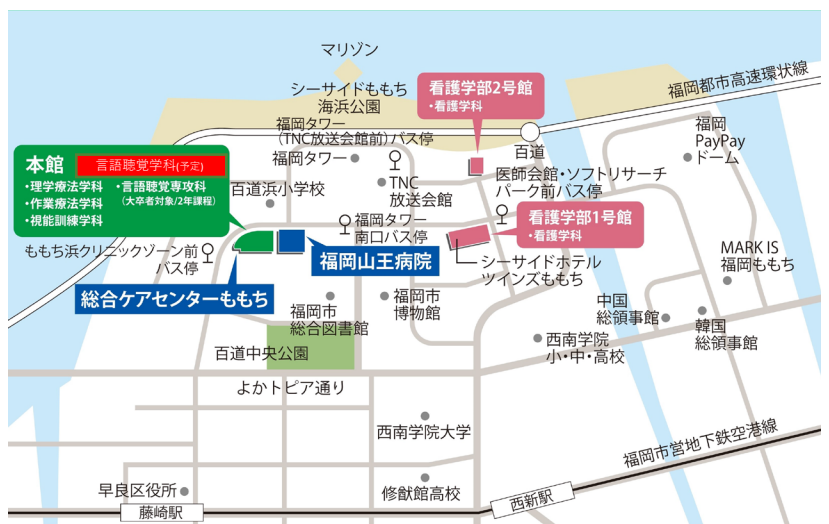 マリゾン
シーサイドももち
海浜公園
看護学部2号館
・看護学科
福岡都市高速環状線
福岡タワー
(TNC放送会館前)バス停
百道
福岡
PayPay
ドーム
本館
言語聴覚学科(予定)
・理学療法学科
・作業療法学科
・視能訓練学科
・言語聴覚専攻科
(大卒者対象/2年課程)
福岡タワー
TNC
放送会館
医師会館・ソフトリサーチ
パーク前バス停
百道浜小学校
福岡タワー
南口バス停
看護学部1号館
・看護学科
ももち浜クリニックゾーン前
バス停
福岡山王病院
シーサイドホテル
ツインズももち
MARK IS
福岡ももち
総合ケアセンターももち
福岡市
総合図書館
福岡市
博物館
中国
総領事館
韓国
総領事館
西南学院
小・中・高校
百道中央公園
よかトピア通り
西南学院大学
福岡市営地下鉄空港線
早良区役所
修猷館高校
西新駅
藤崎駅